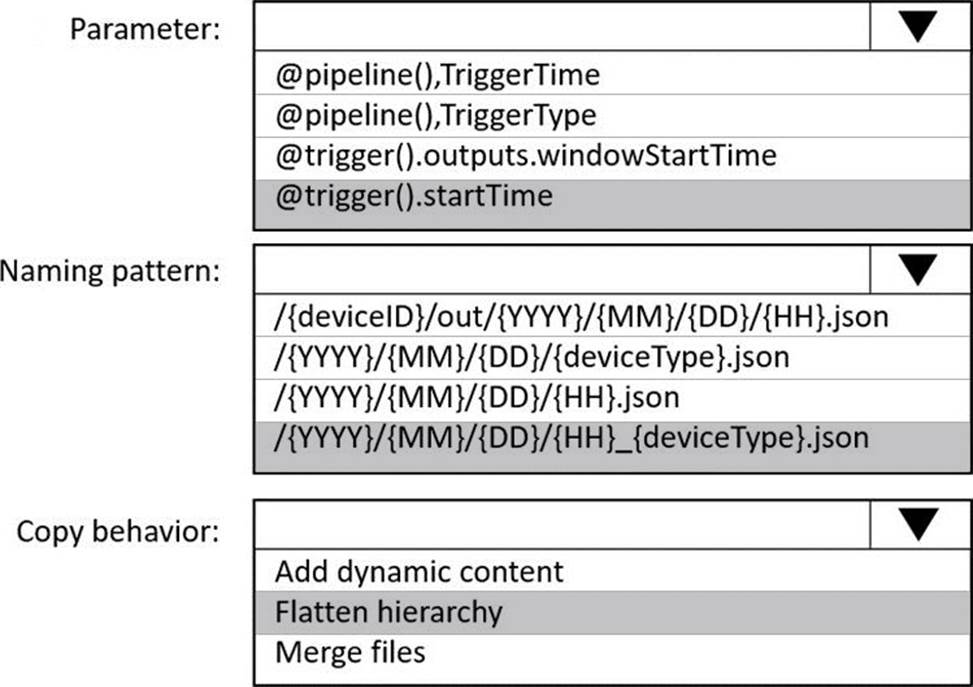 Parameter:
@pipeline(),TriggerTime
@pipeline(),TriggerType
@trigger().outputs.windowStartTime
@trigger().startTime
Naming pattern:
/{deviceID}/out/{YYYY}/{MM}/{DD}/{HH}.json
/{YYYY}/{MM}/{DD}/{deviceType}.json
/{YYYY}/{MM}/{DD}/{HH}.json
/{YYYY}/{MM}/{DD}/{HH}_{deviceType}.json
Copy behavior:
Add dynamic content
Flatten hierarchy
Merge files